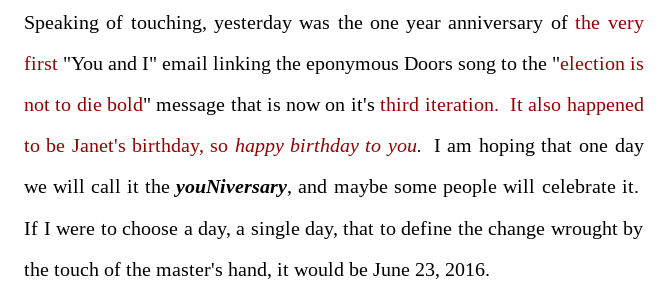 Speaking of touching, yesterday was the one year anniversary of the very
first "You and I" email linking the eponymous Doors song to the "election is
not to die bold" message that is now on it's third iteration.  It also happened
to be Janet's birthday, so happy birthday to you.  I am hoping that one day
we will call it the youNiversary, and maybe some people will celebrate it.
If I were to choose a day, a single day, that to define the change wrought by
the touch of the master's hand, it would be June 23, 2016.